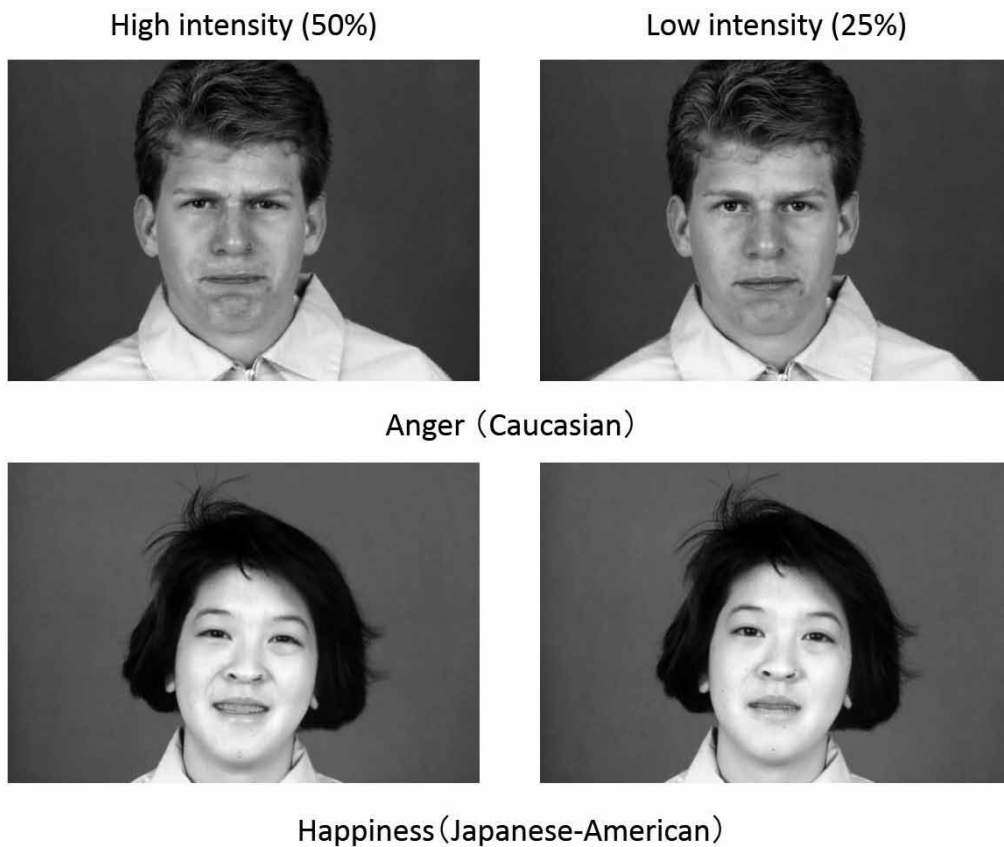 High intensity (50%)
Low intensity (25%)
Anger（Caucasian）
Happiness（Japanese-American）